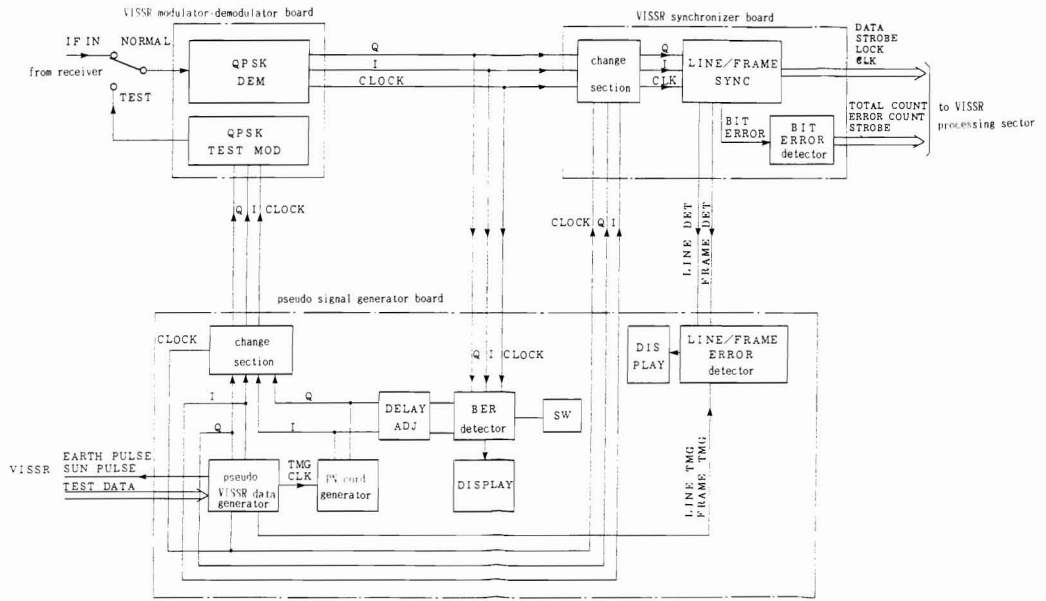 VISSR modulator-demodulator board
VISSR synchronizer board
IF IN
NORMAL
from receiver
TEST
QPSK
DEM
QPSK
TEST MOD
Q
I
CLOCK
change
section
Q
I
CLK
LINE/FRAME
SYNC
DATA
STROBE
LOCK
CLK
TOTAL COUNT
ERROR COUNT
STROBE
to VISSR
processing sector
BIT
ERROR
BIT
ERROR
detector
Q I CLOCK
CLOCK Q I
LINE DET
FRAME DET
pseudo signal generator board
CLOCK
change
section
Q I CLOCK
DIS
PLAY
LINE/FRAME
ERROR
detector
I
Q
Q
I
DELAY
ADJ
BER
detector
SW
VISSR
EARTH PULSE,
SUN PULSE
TEST DATA
pseudo
VISSR data
generator
TMG
CLK
PN cord
generator
DISPLAY
LINE TMG
FRAME TMG